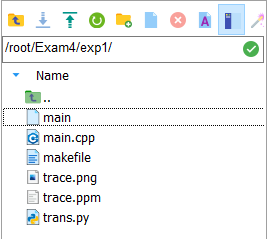 /root/Exam4/exp1/
Name
..
main
main.cpp
makefile
trace.png
trace.ppm
trans.py